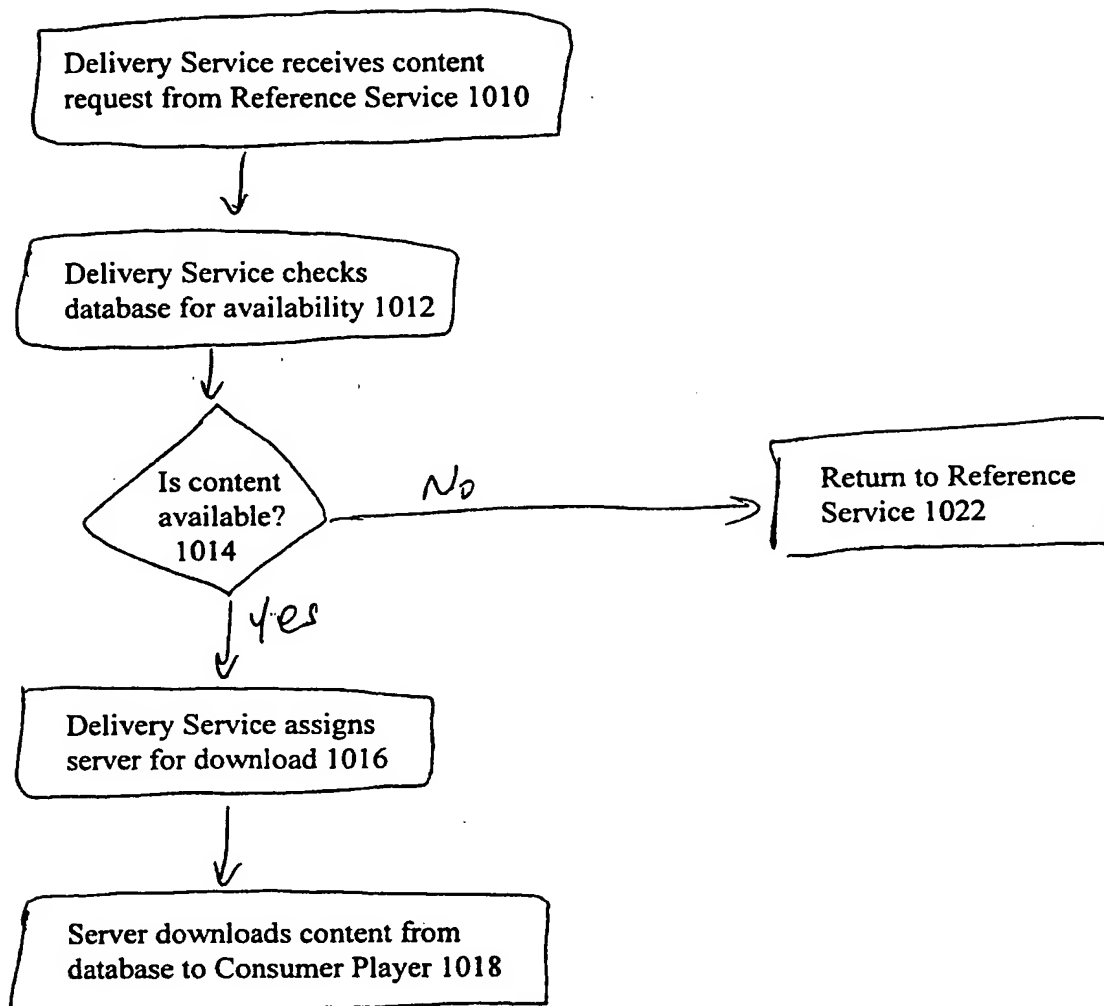 Delivery Service receives content
request from Reference Service 1010
Delivery Service checks
database for availability 1012
Is content
available?
1014
No
Return to Reference
Service 1022
Yes
Delivery Service assigns
server for download 1016
Server downloads content from
database to Consumer Player 1018